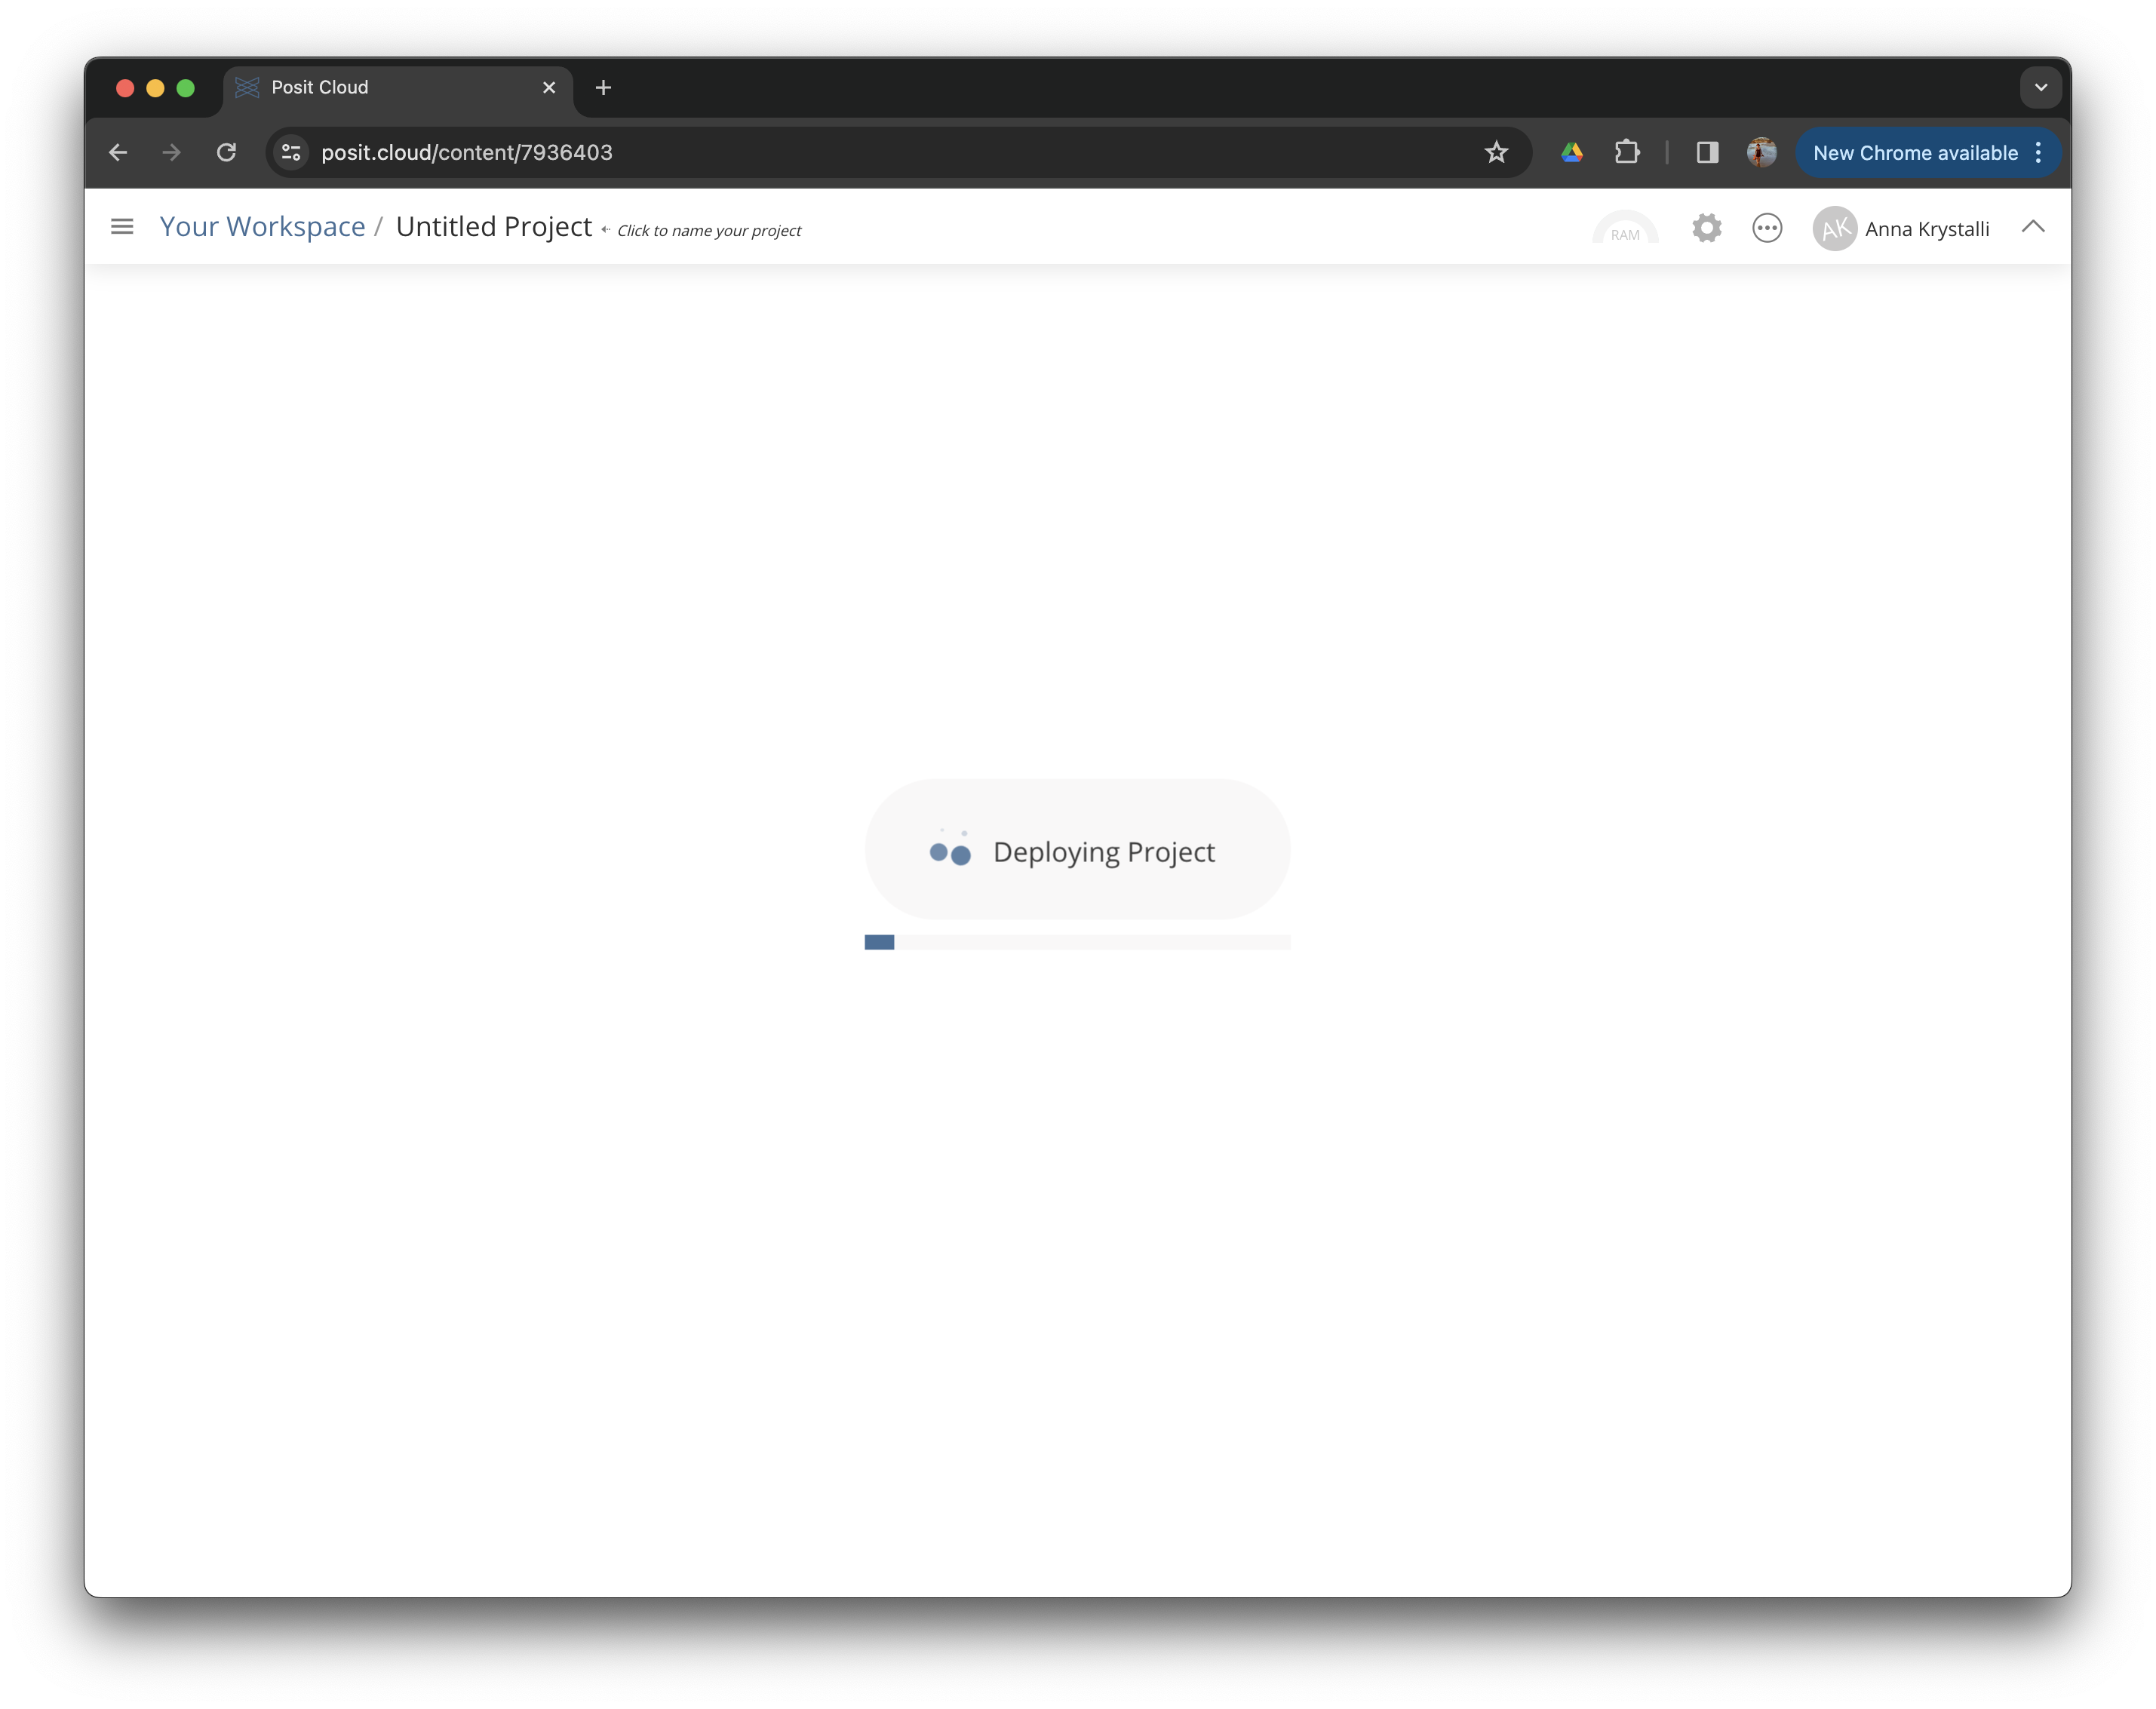 Posit Cloud
posit.cloud/content/7936403
New Chrome available
Your Workspace / Untitled Project Click to name your project
RAM
AK Anna Krystalli
Deploying Project